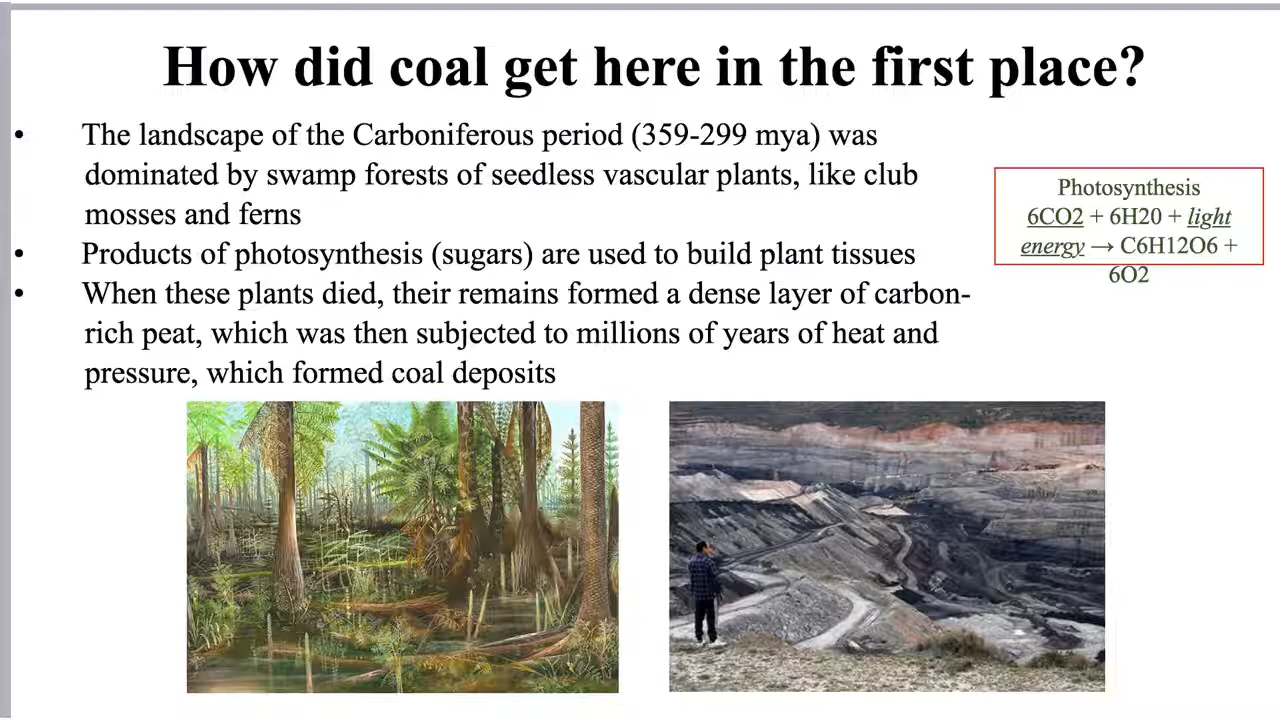 How did coal get here in the first place?
• The landscape of the Carboniferous period (359-299 mya) was
dominated by swamp forests of seedless vascular plants, like club
mosses and ferns
• Products of photosynthesis (sugars) are used to build plant tissues
• When these plants died, their remains formed a dense layer of carbon-
rich peat, which was then subjected to millions of years of heat and
pressure, which formed coal deposits
Photosynthesis
6CO2 + 6H20 + light
energy → C6H12O6 +
6O2